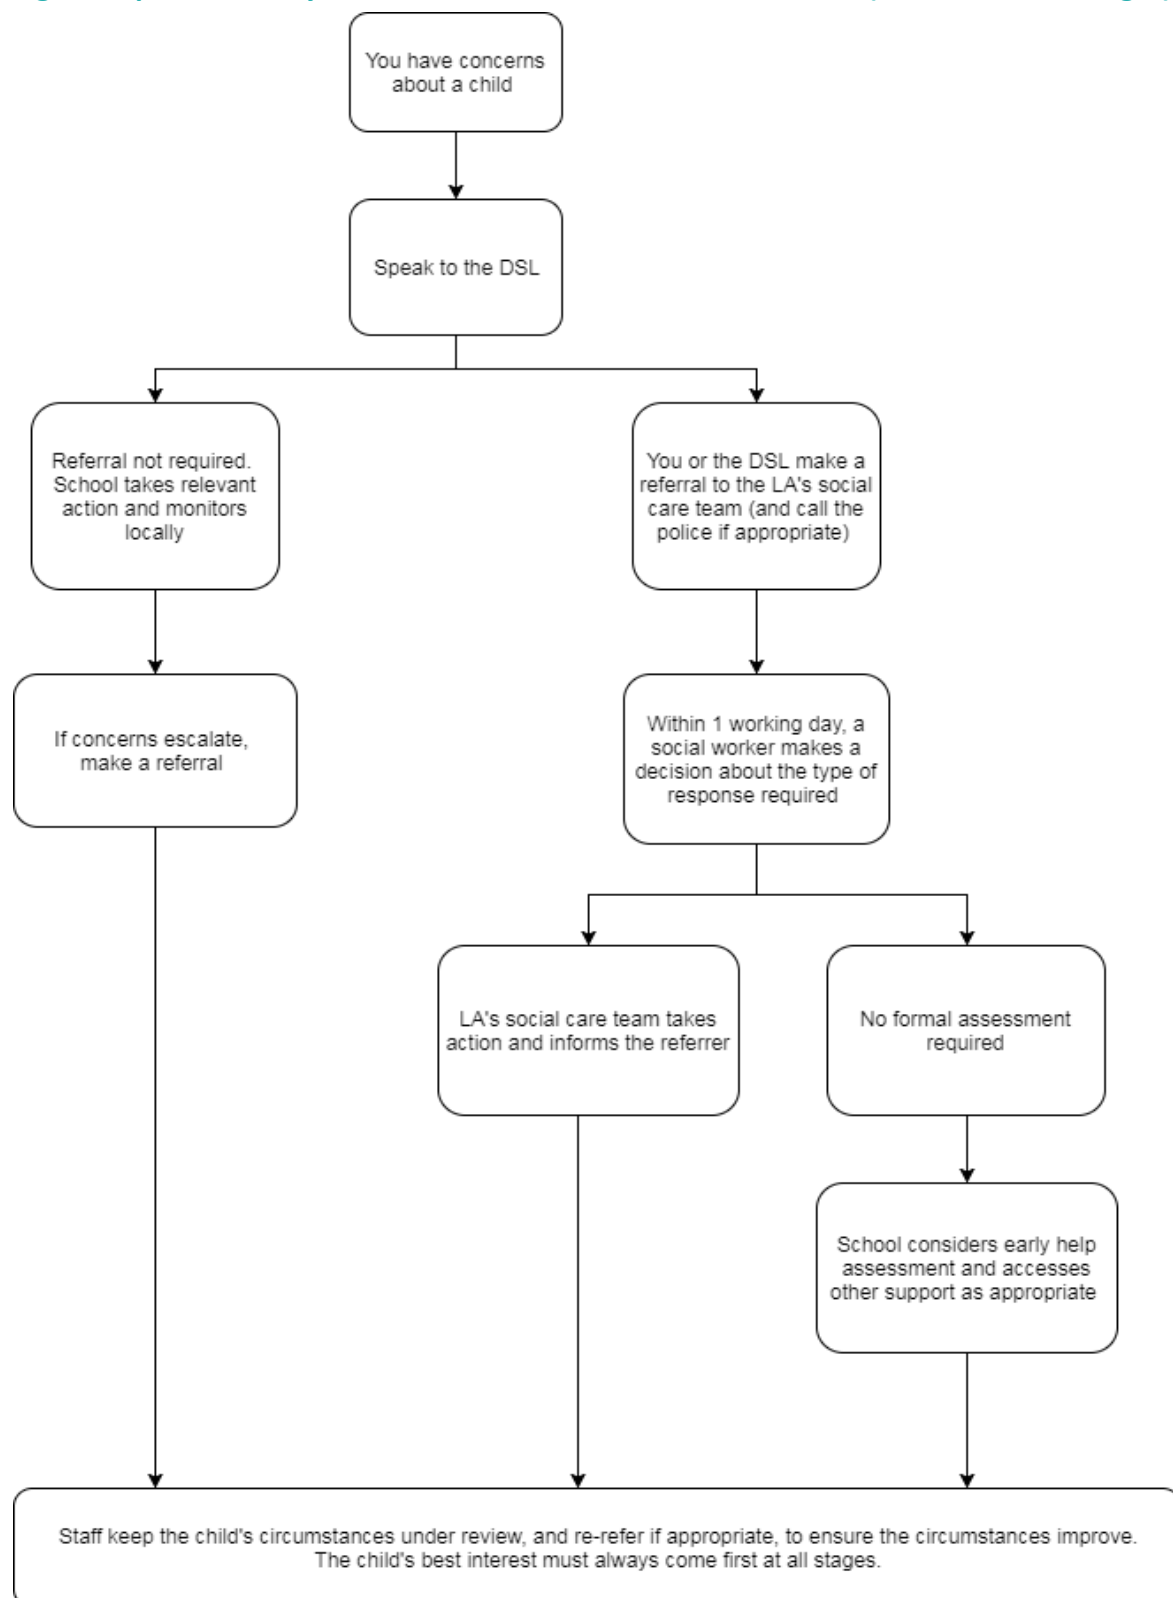 You have concerns
about a child
Speak to the DSL
Referral not required.
School takes relevant
action and monitors
locally
You or the DSL make a
referral to the LA's social
care team (and call the
police if appropriate)
If concerns escalate,
make a referral
Within 1 working day, a
social worker makes a
decision about the type of
response required
LA's social care team takes
action and informs the referrer
No formal assessment
required
School considers early help
assessment and accesses
other support as appropriate
Staff keep the child's circumstances under review, and re-refer if appropriate, to ensure the circumstances improve.
The child's best interest must always come first at all stages.